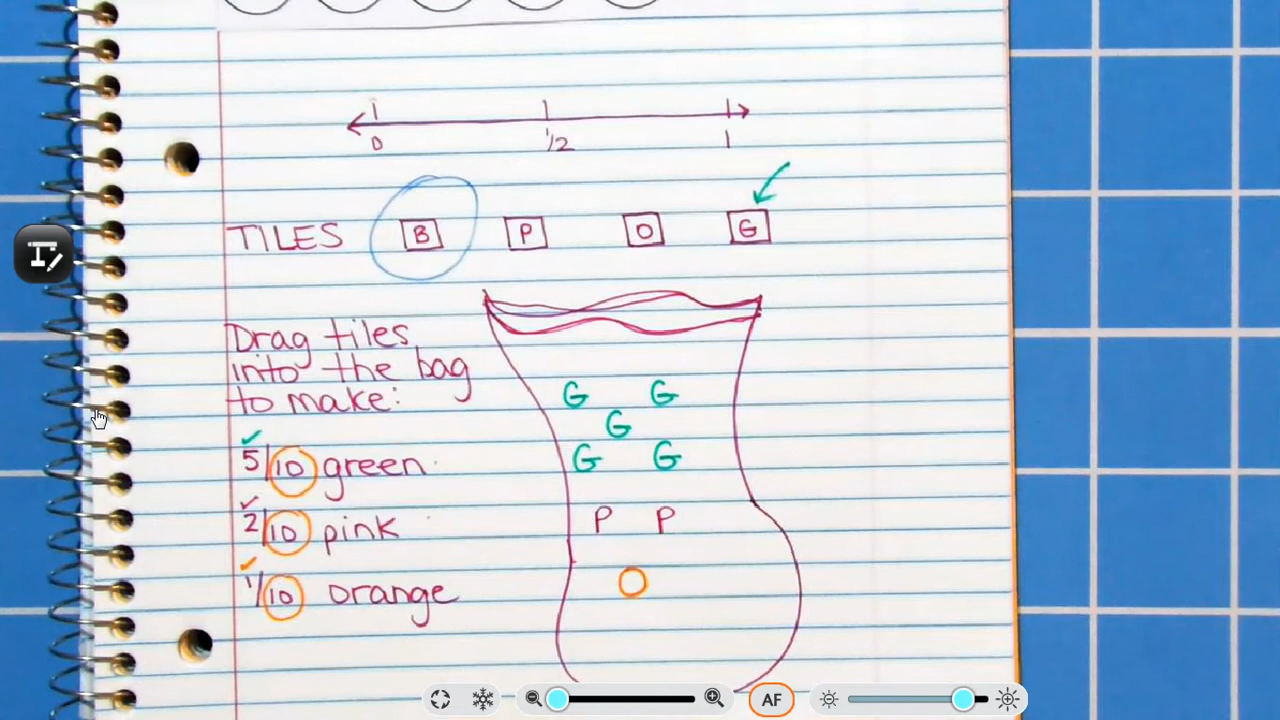 0 1/2 1
TILES B P O G
Drag tiles
into the bag
to make:
G G
G
5/10 green G G
2/10 pink P P
1/10 orange O
AF